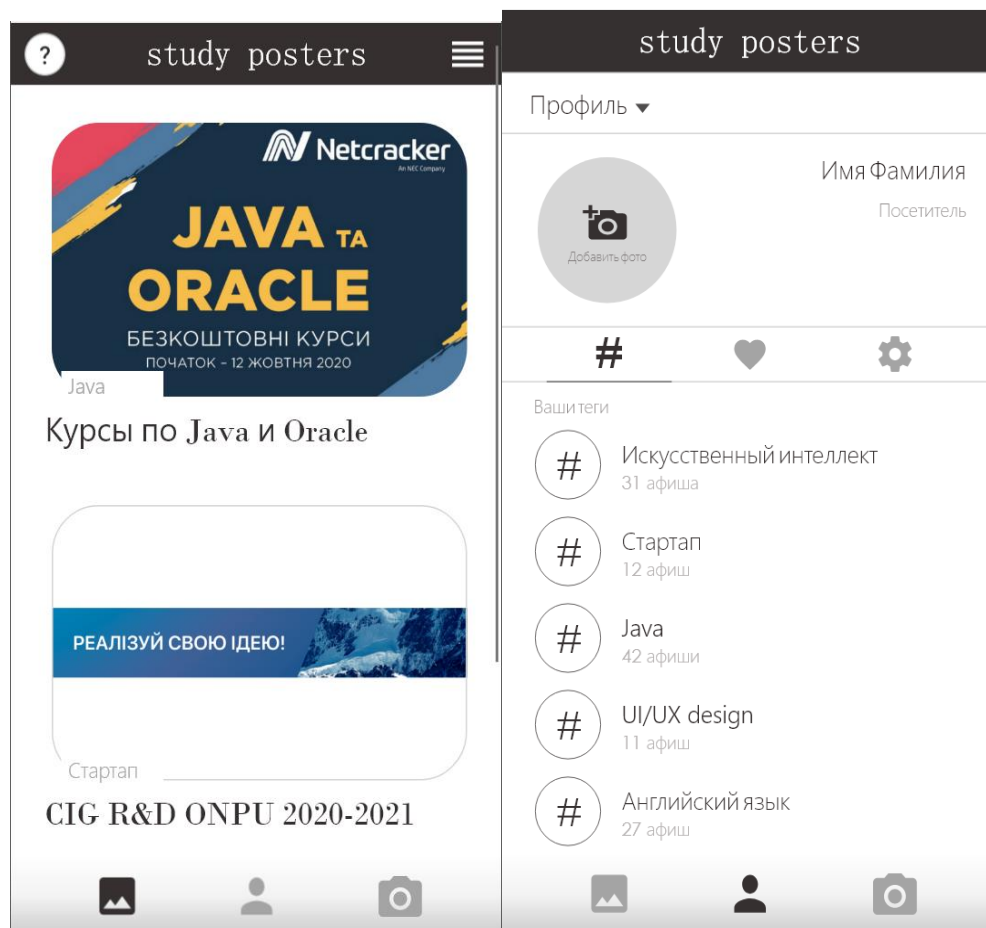 ?
study posters
Netcracker
An NEC Company
JAVA ТА
ORACLE
БЕЗКОШТОВНІ КУРСИ
ПОЧАТОК - 12 ЖОВТНЯ 2020
Java
Курсы по Java и Oracle
РЕАЛІЗУЙ СВОЮ ІДЕЮ!
Стартап
CIG R&D ONPU 2020-2021
study posters
Профиль
Имя Фамилия
Посетитель
Добавить фото
#
Ваши теги
# Искусственный интеллект
31 афиша
# Стартап
12 афиш
# Java
42 афиши
# UI/UX design
11 афиш
# Английский язык
27 афиш